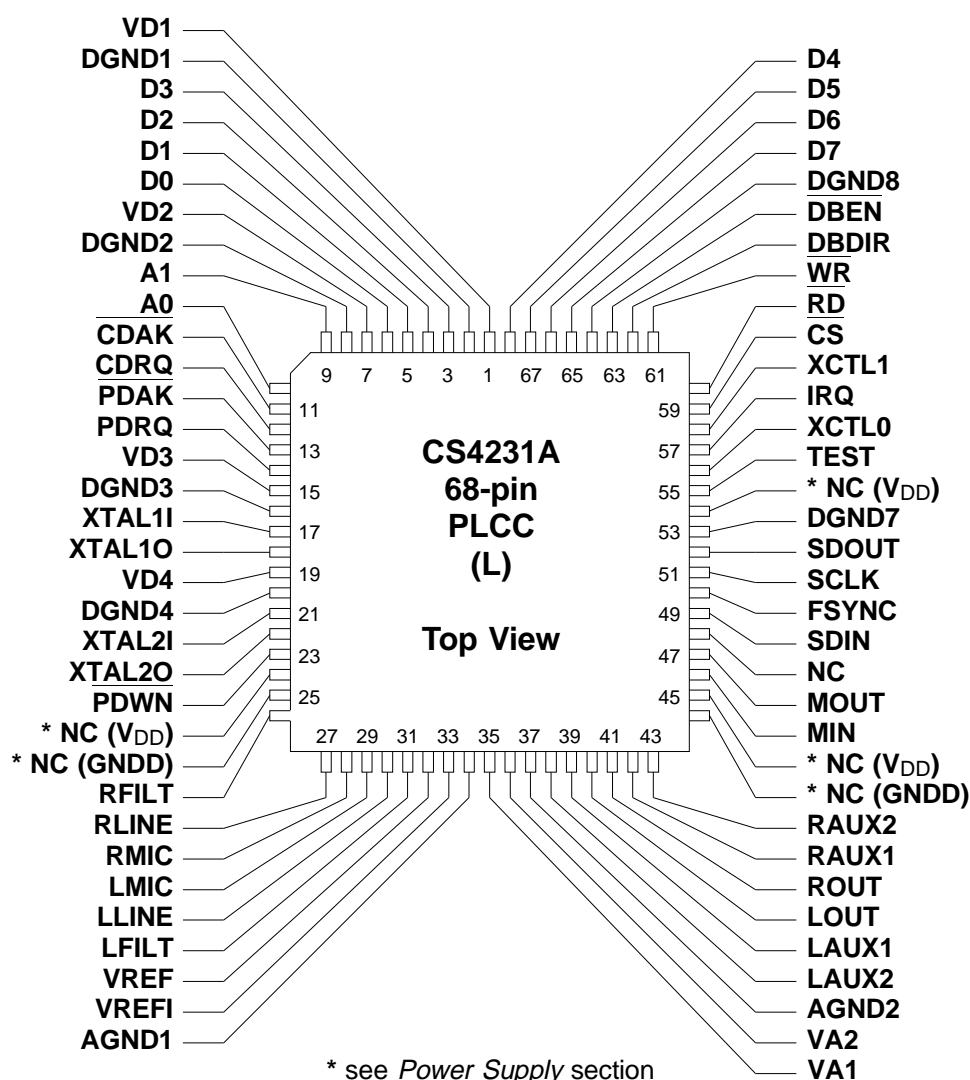 VD1
DGND1
D3
D2
D1
D0
VD2
DGND2
A1
A0
CDAK
CDRQ
PDAK
PDRQ
VD3
DGND3
XTAL1I
XTAL1O
VD4
DGND4
XTAL2I
XTAL2O
PDWN
* NC (VDD)
* NC (GNDD)
RFILT
RLINE
RMIC
LMIC
LLINE
LFILT
VREF
VREFI
AGND1
9 7 5 3 1 67 65 63 61
11
13
15
17
19
21
23
25
CS4231A
68-pin
PLCC
(L)
Top View
59
57
55
53
51
49
47
45
27 29 31 33 35 37 39 41 43
D4
D5
D6
D7
DGND8
DBEN
DBDIR
WR
RD
CS
XCTL1
IRQ
XCTL0
TEST
* NC (VDD)
DGND7
SDOUT
SCLK
FSYNC
SDIN
NC
MOUT
MIN
* NC (VDD)
* NC (GNDD)
RAUX2
RAUX1
ROUT
LOUT
LAUX1
LAUX2
AGND2
VA2
VA1
* see Power Supply section